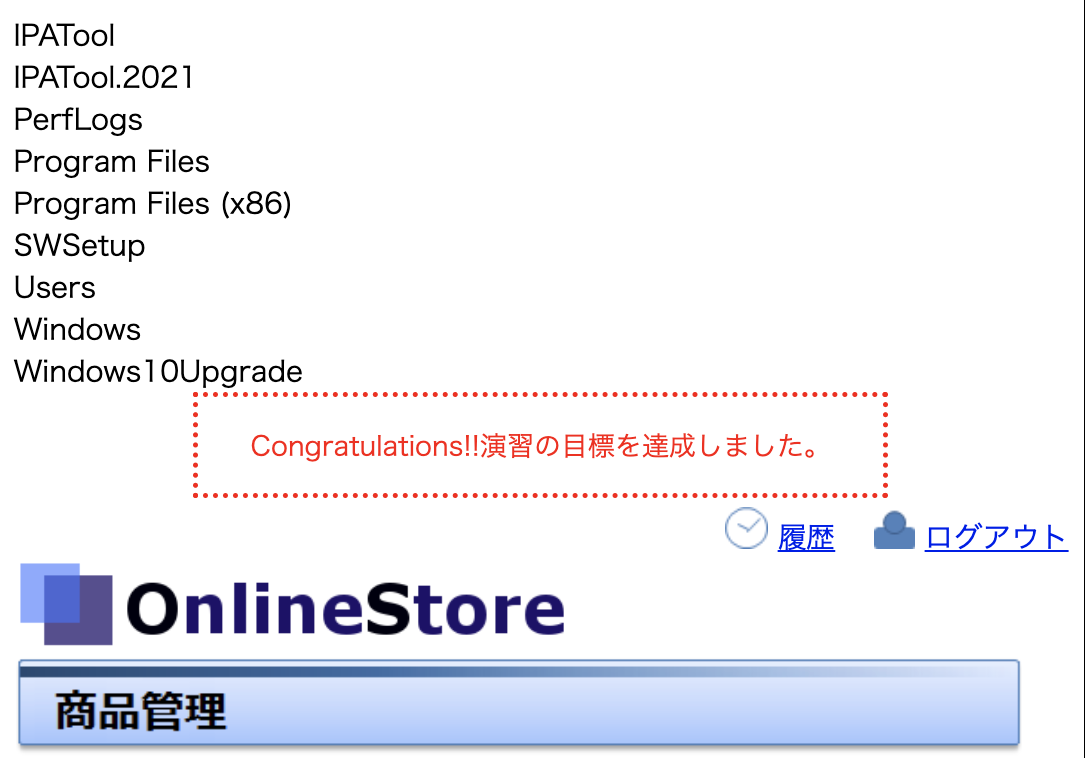 IPATool
IPATool.2021
PerfLogs
Program Files
Program Files (x86)
SWSetup
Users
Windows
Windows10Upgrade
Congratulations!!演習の目標を達成しました。
履歴 ログアウト
OnlineStore
商品管理